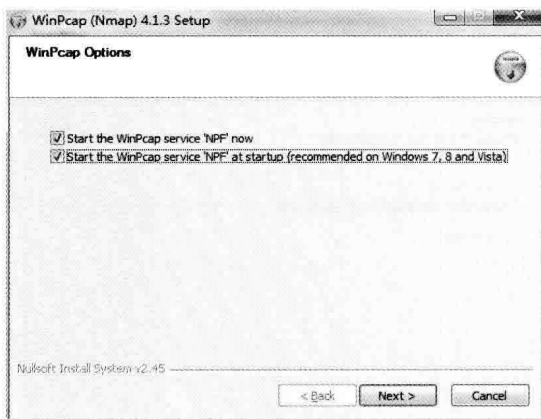 WinPcap (Nmap) 4.1.3 Setup
WinPcap Options
Start the WinPcap service 'NPF' now
Start the WinPcap service 'NPF' at startup (recommended on Windows 7, 8 and Vista)
Nullsoft Install System v2.45
< Back
Next >
Cancel